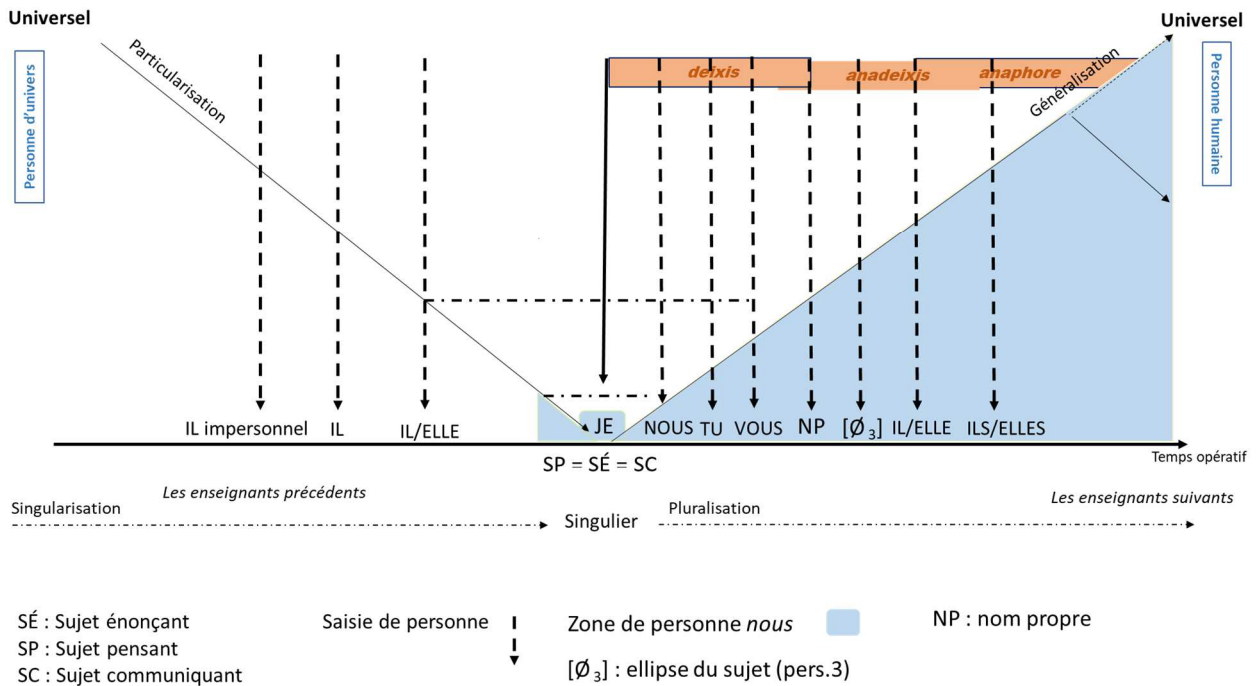 Universel
Universel
Personne d'univers
Particularisation
deixis
anadeixis
anaphore
Généralisation
Personne humaine
IL impersonnel
IL
IL/ELLE
JE
NOUS
TU
VOUS
NP
[Ø₃]
IL/ELLE
ILS/ELLES
SP = SÉ = SC
Temps opératif
Les enseignants précédents
Les enseignants suivants
Singularisation
Singulier
Pluralisation
SÉ : Sujet énonçant
SP : Sujet pensant
SC : Sujet communiquant
Saisie de personne
Zone de personne nous
[Ø₃] : ellipse du sujet (pers.3)
NP : nom propre